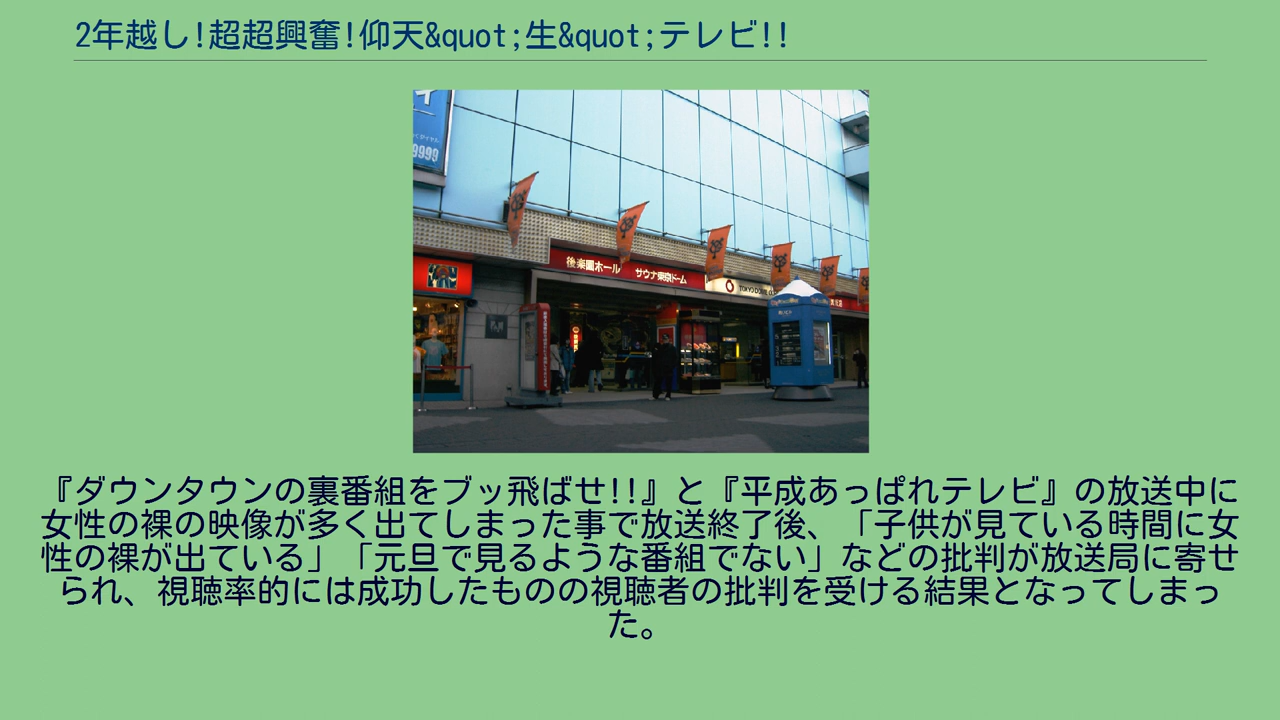 2年越し!超超興奮!仰天&quot;生&quot;テレビ!!
9999
後楽園ホール サウナ東京ドーム
TOKYO DOME
『ダウンタウンの裏番組をブッ飛ばせ!!』と『平成あっぱれテレビ』の放送中に
女性の裸の映像が多く出てしまった事で放送終了後、「子供が見ている時間に女
性の裸が出ている」「元旦で見るような番組でない」などの批判が放送局に寄せ
られ、視聴率的には成功したものの視聴者の批判を受ける結果となってしまっ
た。